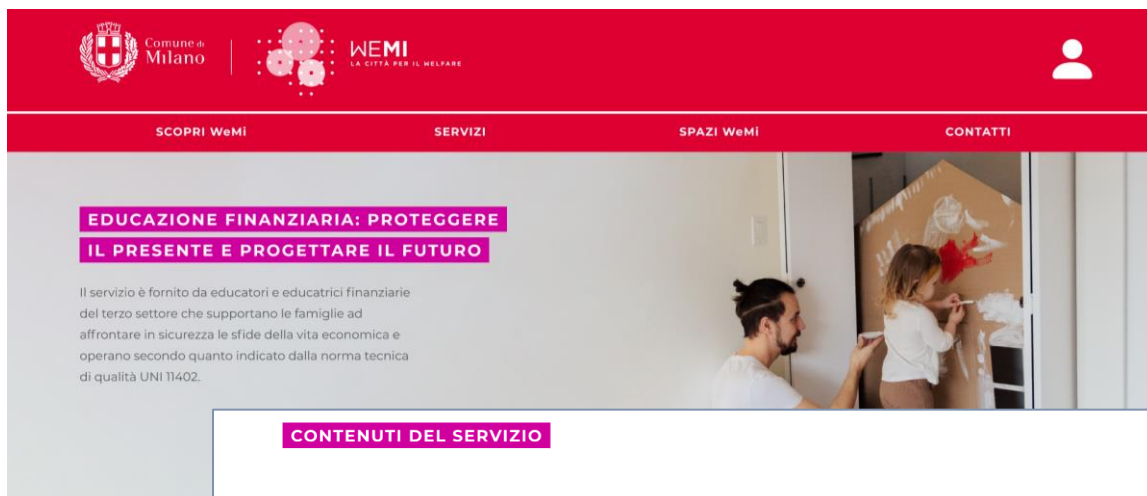 Comune di
Milano
WEMI
LA CITTÀ PER IL WELFARE
SCOPRI WeMi
SERVIZI
SPAZI WeMi
CONTATTI
EDUCAZIONE FINANZIARIA: PROTEGGERE
IL PRESENTE E PROGETTARE IL FUTURO
Il servizio è fornito da educatori e educatrici finanziarie
del terzo settore che supportano le famiglie ad
affrontare in sicurezza le sfide della vita economica e
operano secondo quanto indicato dalla norma tecnica
di qualità UNI 11402.
CONTENUTI DEL SERVIZIO